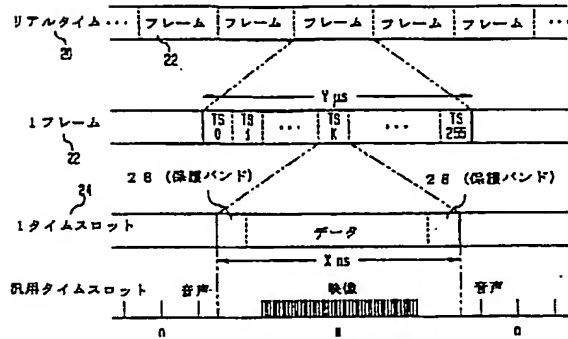 リアルタイム ··· フレーム フレーム フレーム フレーム フレーム ···
20 22
Y μs
1フレーム TS 0 TS 1 ··· TS K ··· TS 255
22
24 28 (保護バンド) 28 (保護バンド)
1タイムスロット データ
X ns
汎用タイムスロット 音声 映像 音声
0